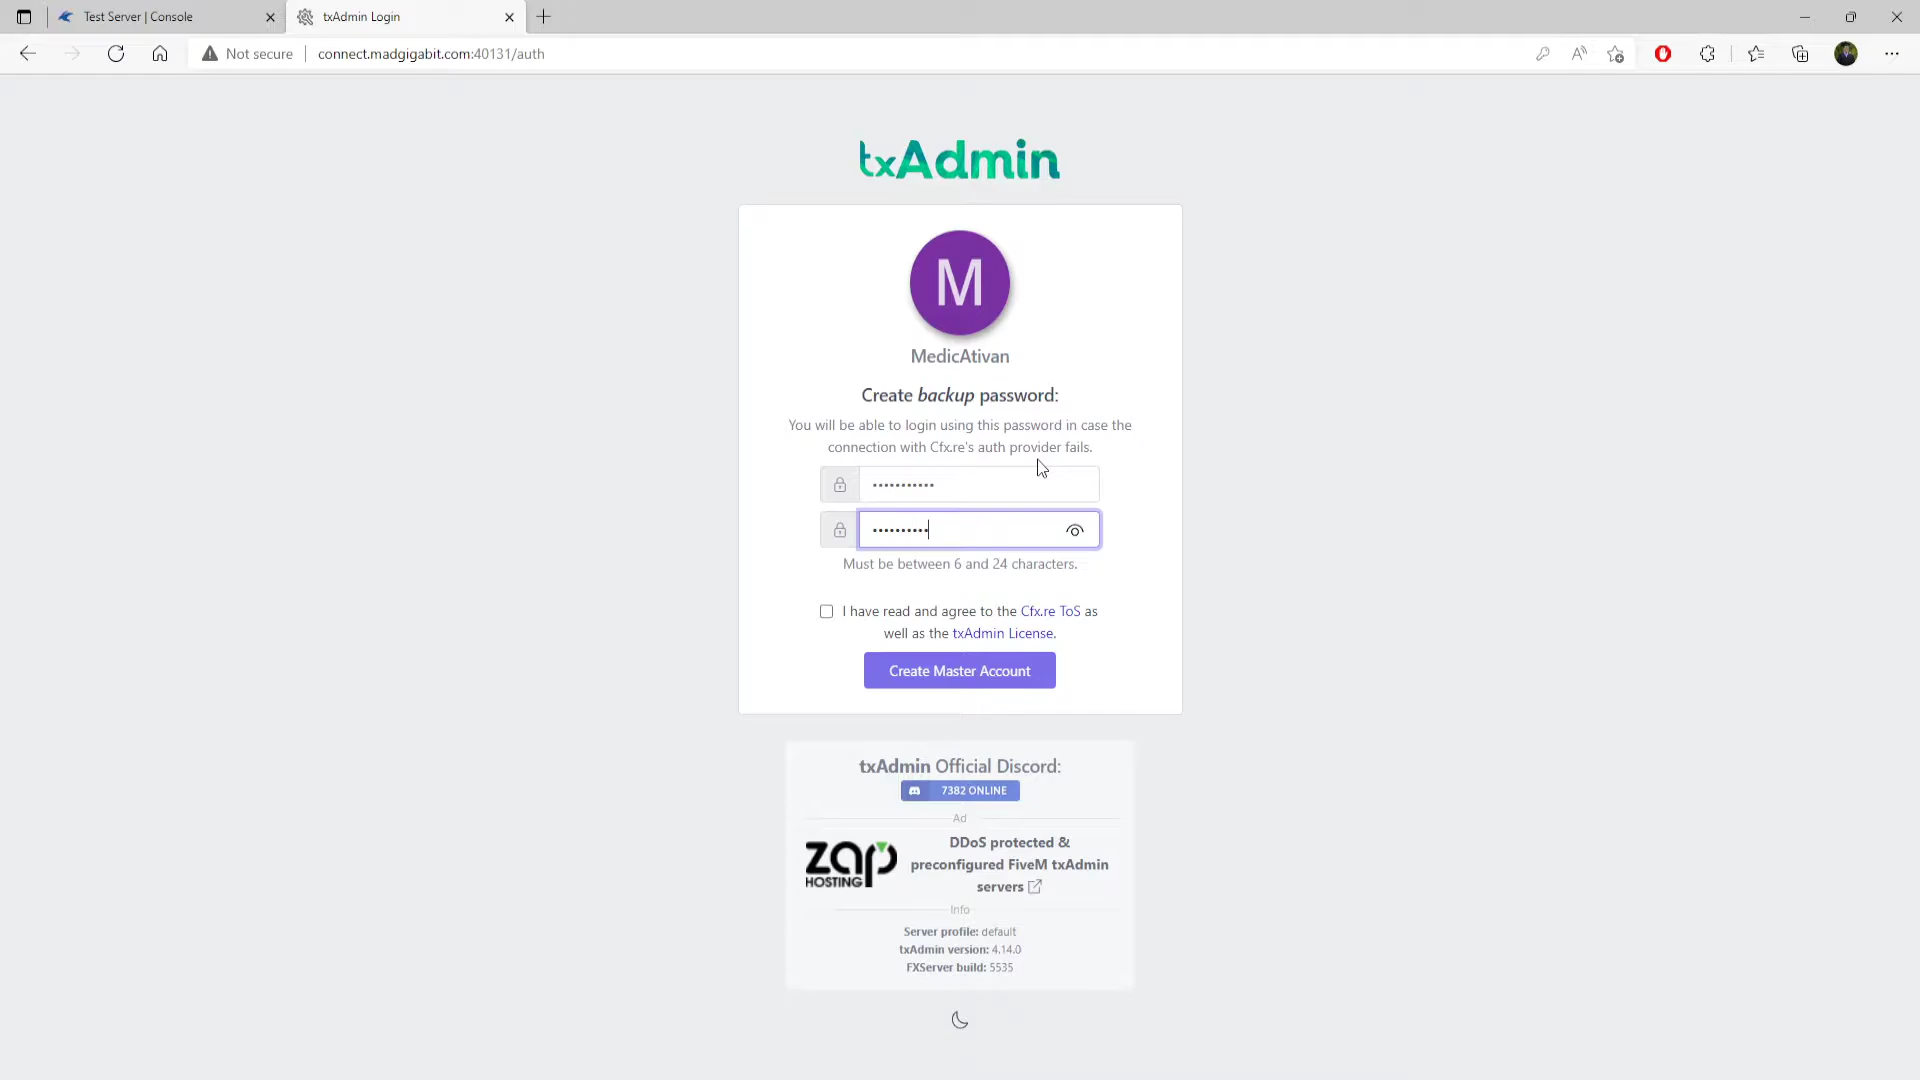 Test Server | Console
txAdmin Login
Not secure
connect.madgigabit.com:40131/auth
txAdmin
M
MedicAtivan
Create backup password:
You will be able to login using this password in case the
connection with Cfx.re's auth provider fails.
•••••••••••
••••••••••
Must be between 6 and 24 characters.
I have read and agree to the Cfx.re ToS as
well as the txAdmin License.
Create Master Account
txAdmin Official Discord:
7382 ONLINE
Ad
ZAP
HOSTING
DDoS protected &
preconfigured FiveM txAdmin
servers
Info
Server profile: default
txAdmin version: 4.14.0
FXServer build: 5535